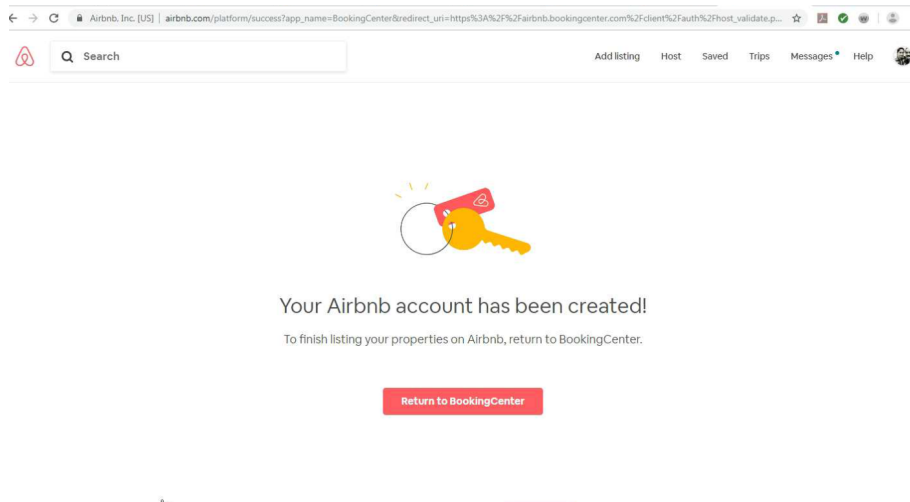 Airbnb, Inc. [US] | airbnb.com/platform/success?app_name=BookingCenter&redirect_uri=https%3A%2F%2Fairbnb.bookingcenter.com%2Fclient%2Fauth%2Fhost_validate.p...
Search Add listing Host Saved Trips Messages Help
Your Airbnb account has been created!
To finish listing your properties on Airbnb, return to BookingCenter.
Return to BookingCenter